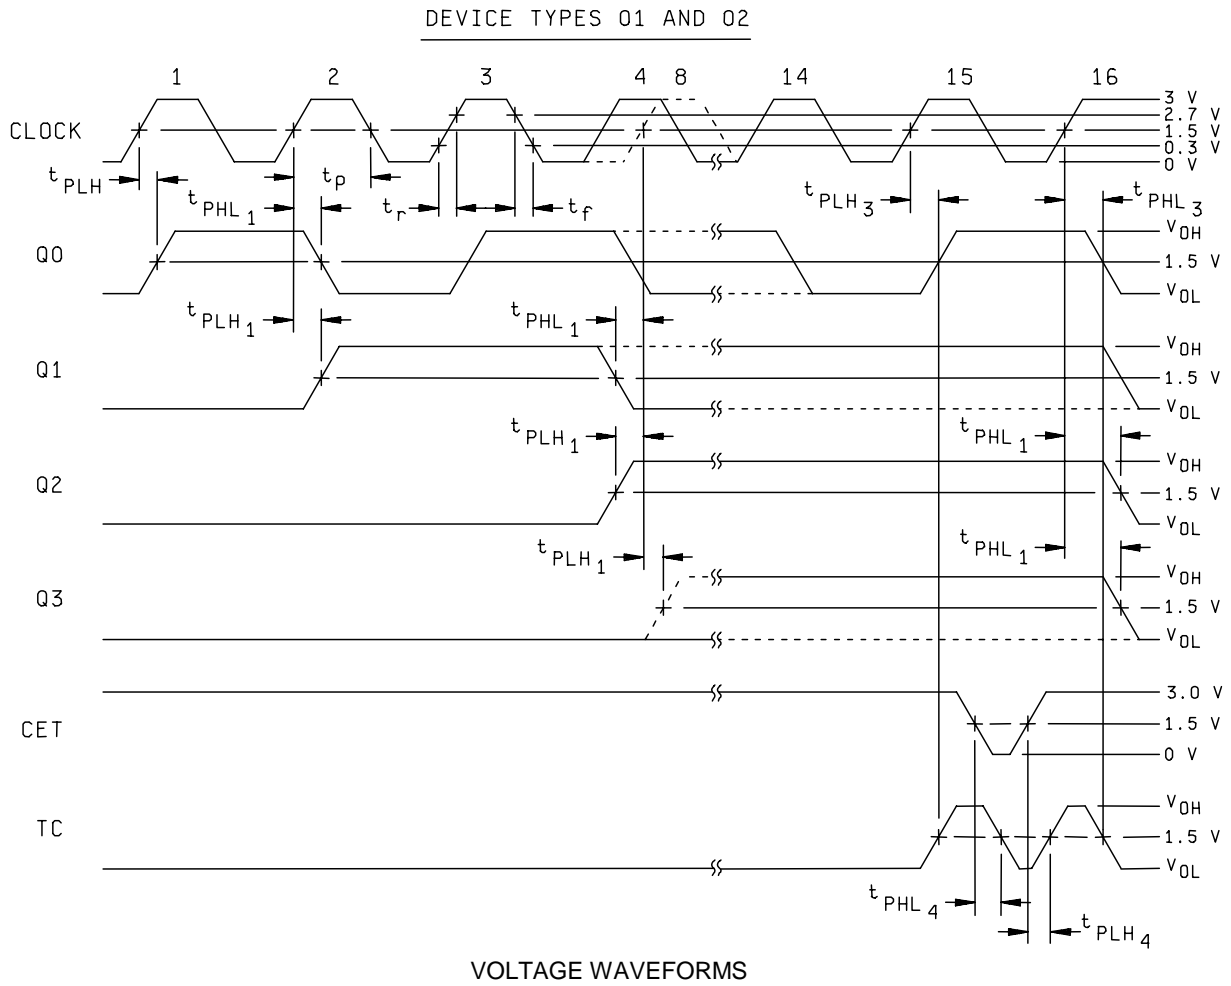 DEVICE TYPES 01 AND 02
1 2 3 4 8 14 15 16
CLOCK
3 V
2.7 V
1.5 V
0.3 V
0 V
tPLH
tPHL1
tp
tr
tf
tPLH3
tPHL3
Q0
VOH
1.5 V
VOL
tPLH1
tPHL1
Q1
VOH
1.5 V
VOL
tPLH1
tPHL1
Q2
VOH
1.5 V
VOL
tPLH1
tPHL1
Q3
VOH
1.5 V
VOL
CET
3.0 V
1.5 V
0 V
TC
VOH
1.5 V
VOL
tPHL4
tPLH4
VOLTAGE WAVEFORMS